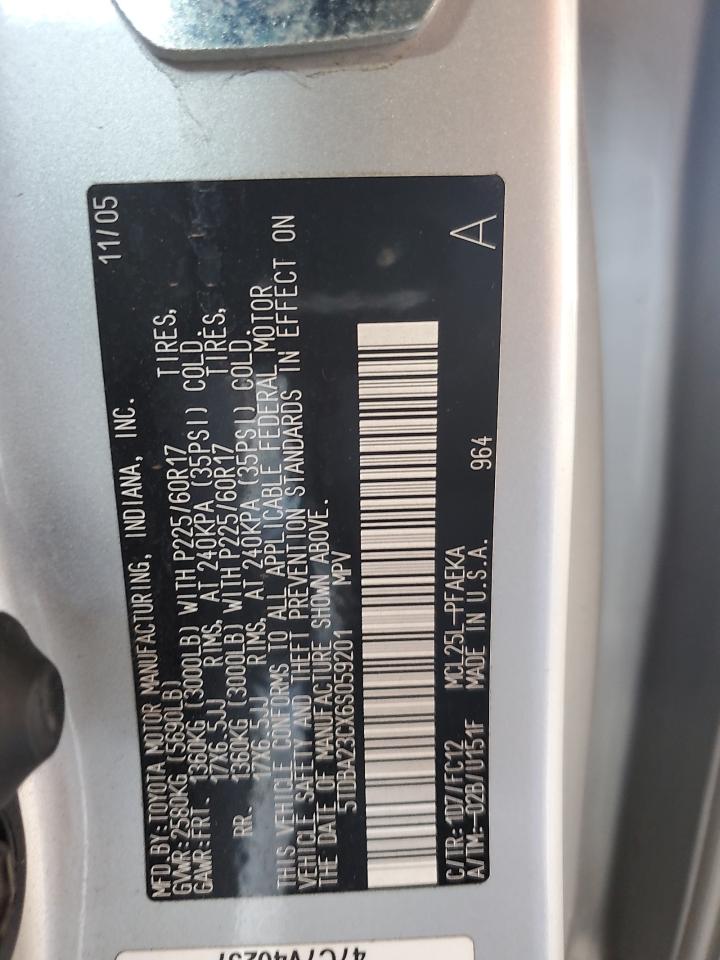 MFD.BY:TOYOTA MOTOR MANUFACTURING, INDIANA, INC. 11/05
GVWR:2580KG (5690LB)
GAWR:FRT. 1360KG (3000LB) WITH P225/60R17 TIRES,
17X6.5JJ RIMS, AT 240KPA (35PSI) COLD.
RR. 1360KG (3000LB) WITH P225/60R17 TIRES,
17X6.5JJ RIMS, AT 240KPA (35PSI) COLD.
THIS VEHICLE CONFORMS TO ALL APPLICABLE FEDERAL MOTOR
VEHICLE SAFETY AND THEFT PREVENTION STANDARDS IN EFFECT ON
THE DATE OF MANUFACTURE SHOWN ABOVE.
5TDBA23CX6S059201 MPV
A
C/TR:1D7/FC12 MCL25L-PFAEKA 964
A/TM:-02B/U151F MADE IN U.S.A.